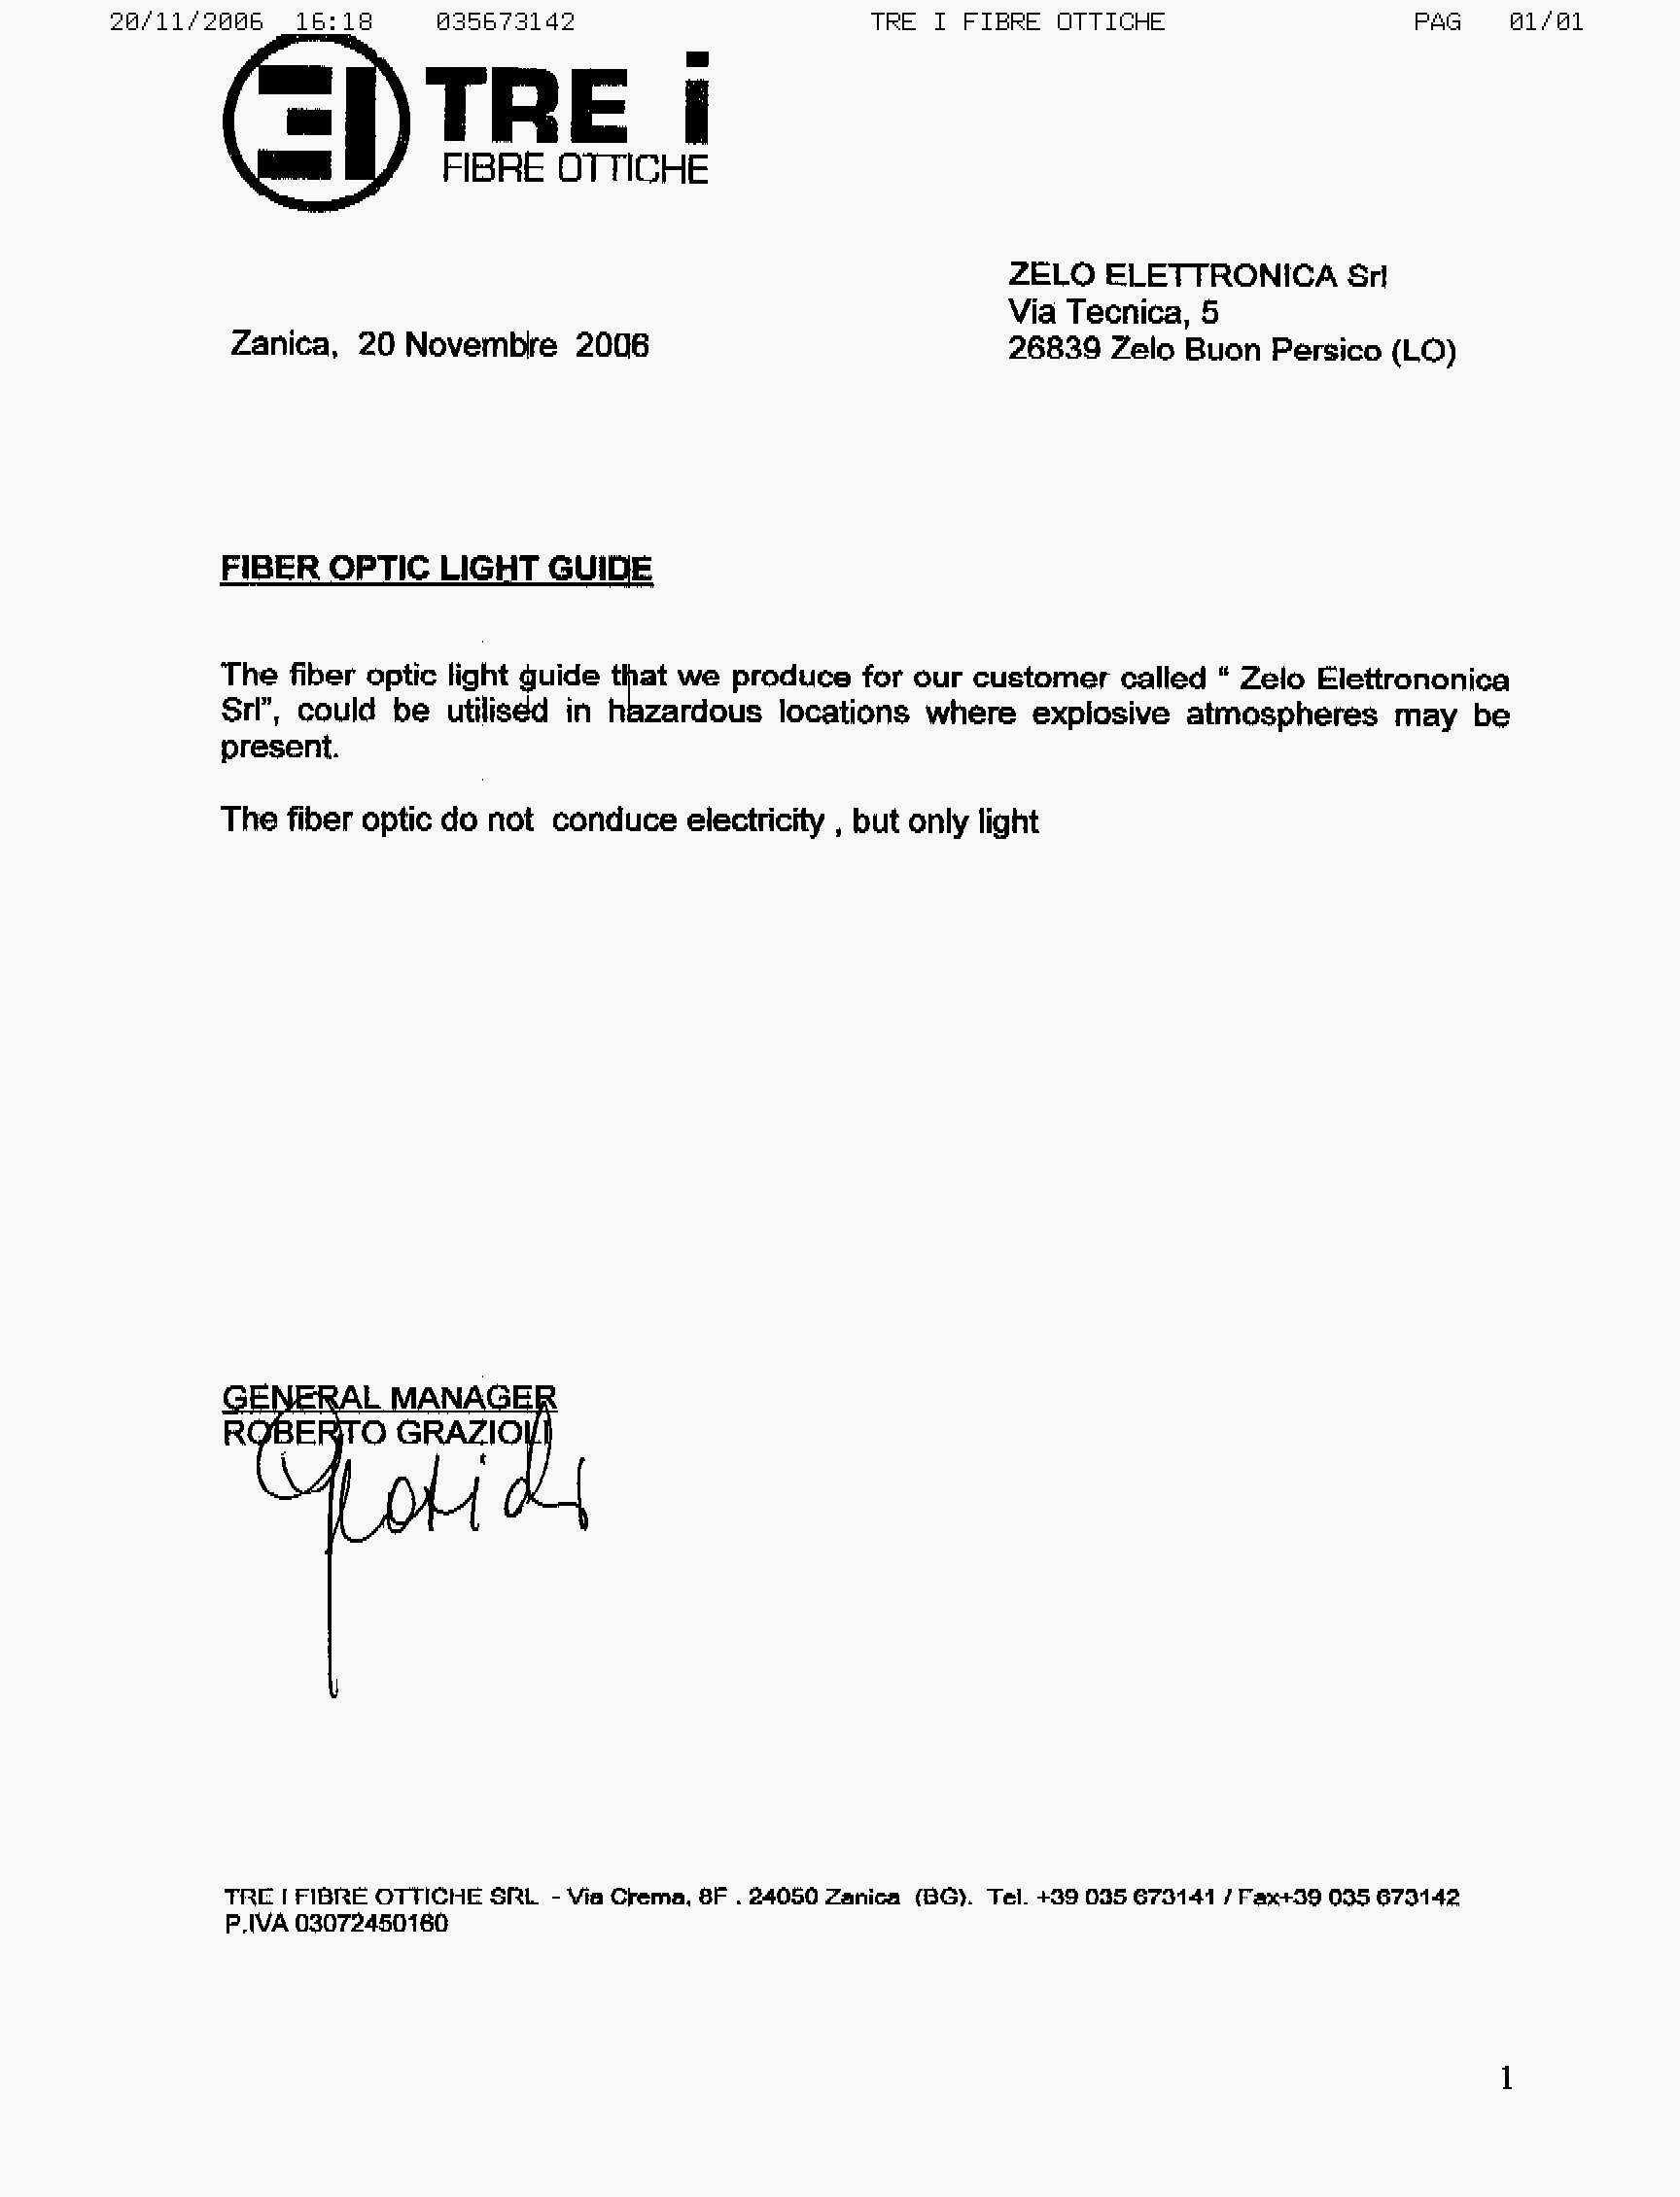 20/11/2006 16:18 035673142 TRE I FIBRE OTTICHE PAG 01/01
TRE i
FIBRE OTTICHE
ZELO ELETTRONICA Srl
Via Tecnica, 5
Zanica, 20 Novembre 2006
26839 Zelo Buon Persico (LO)
FIBER OPTIC LIGHT GUIDE
The fiber optic light guide that we produce for our customer called “ Zelo Elettrononica
Srl”, could be utilised in hazardous locations where explosive atmospheres may be
present.
The fiber optic do not conduce electricity , but only light
GENERAL MANAGER
ROBERTO GRAZIOLI
TRE I FIBRE OTTICHE SRL - Via Crema, 8F . 24050 Zanica (BG). Tel. +39 035 673141 / Fax+39 035 673142
P.IVA 03072450160
1